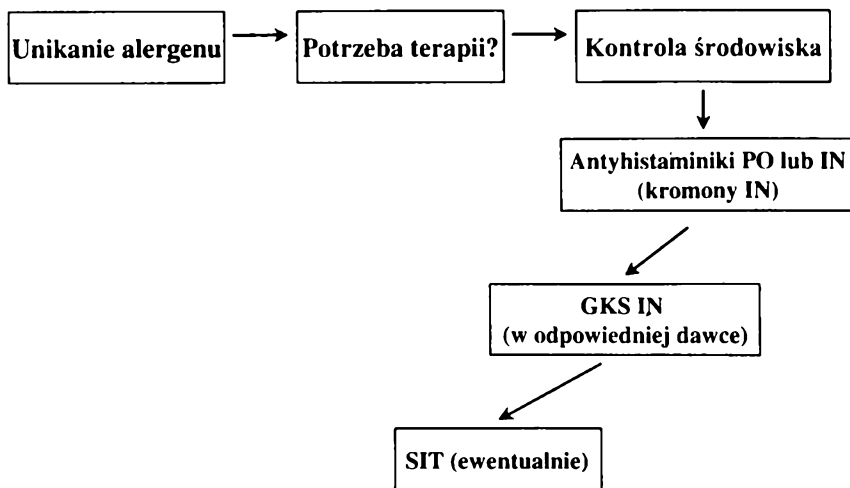 Unikanie alergenu
Potrzeba terapii?
Kontrola środowiska
Antyhistaminiki PO lub IN
(kromony IN)
GKS IN
(w odpowiedniej dawce)
SIT (ewentualnie)